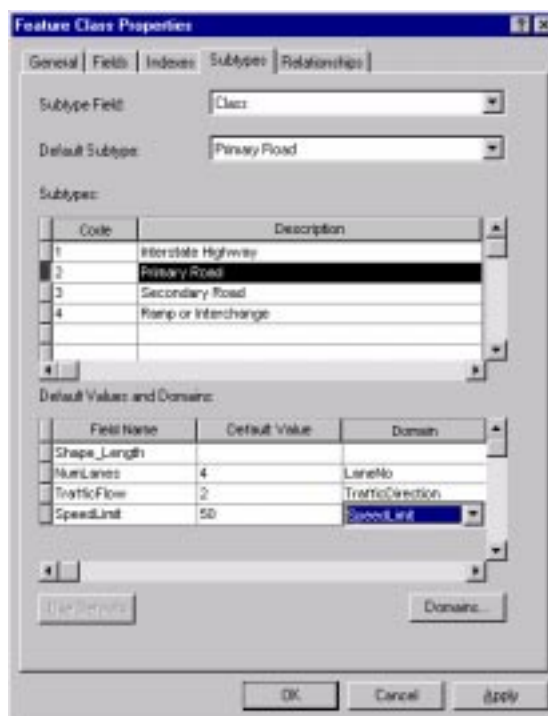 Feature Class Properties
General Fields Indexes Subtypes Relationships
Subtype Field: Class
Default Subtype: Primary Road
Subtypes:
Code Description
1 Interstate Highway
2 Primary Road
3 Secondary Road
4 Ramp or Interchange
Default Values and Domains:
Field Name Default Value Domain
Shape_Length
NumLanes 4 LaneNo
TrafficFlow 2 TrafficDirection
SpeedLimit 50 SpeedLimit
Use Defaults Domains...
OK Cancel Apply